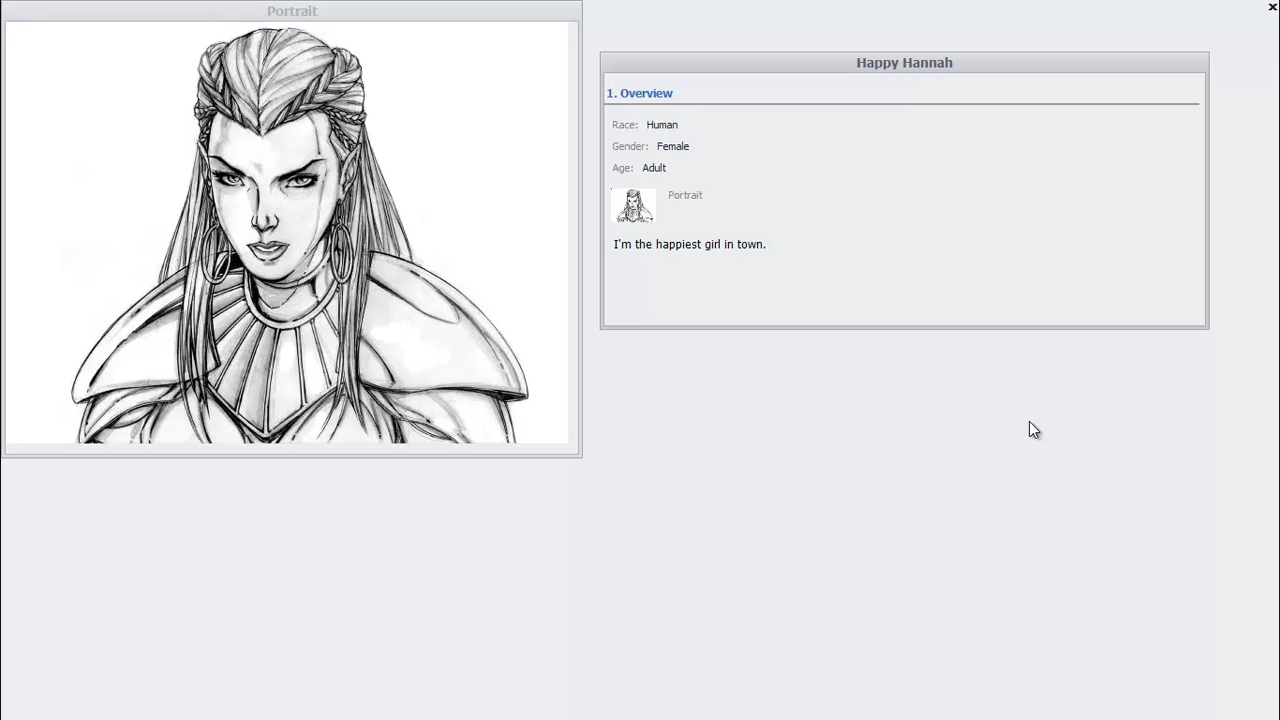 Portrait
Happy Hannah
1. Overview
Race: Human
Gender: Female
Age: Adult
Portrait
I'm the happiest girl in town.